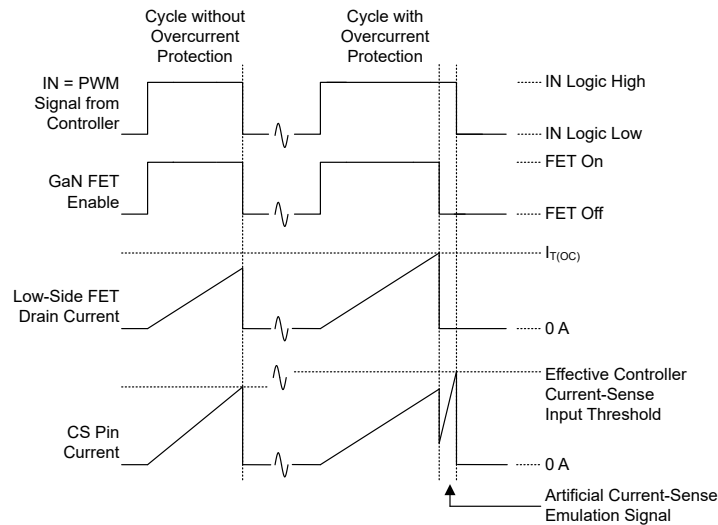 Cycle without
Overcurrent
Protection
Cycle with
Overcurrent
Protection
IN = PWM
Signal from
Controller
IN Logic High
IN Logic Low
GaN FET
Enable
FET On
FET Off
Low-Side FET
Drain Current
IT(OC)
0 A
CS Pin
Current
Effective Controller
Current-Sense
Input Threshold
0 A
Artificial Current-Sense
Emulation Signal